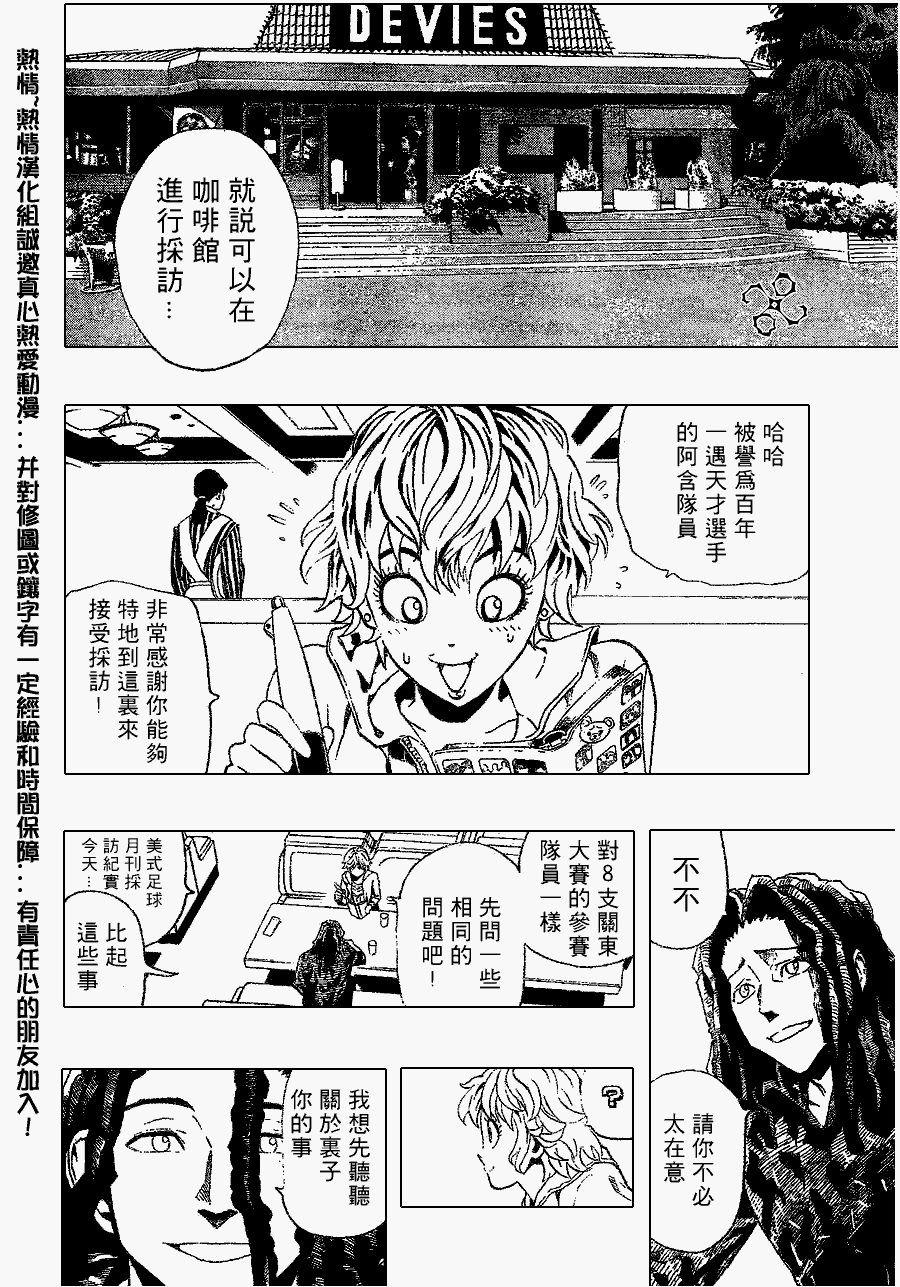 DEVIES
就説可以在
咖啡館
進行採訪…
哈哈
被譽爲百年
一遇天才選手
的阿含隊員
非常感謝你能夠
特地到這裏來
接受採訪！
不不
請你不必
太在意
對8支關東
大賽的參賽
隊員一樣
先問一些
相同的
問題吧！
美式足球
月刊採
訪紀實
今天…
比起
這些事
？
我想先聽聽
關於裏子
你的事
熱情~熱情漢化組誠邀真心熱愛動漫...并對修圖或鑲字有一定經驗和時間保障...有責任心的朋友加入！